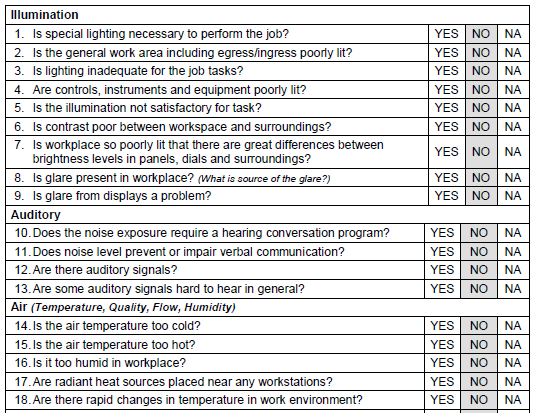 Illumination
1. Is special lighting necessary to perform the job? YES NO NA
2. Is the general work area including egress/ingress poorly lit? YES NO NA
3. Is lighting inadequate for the job tasks? YES NO NA
4. Are controls, instruments and equipment poorly lit? YES NO NA
5. Is the illumination not satisfactory for task? YES NO NA
6. Is contrast poor between workspace and surroundings? YES NO NA
7. Is workplace so poorly lit that there are great differences between
brightness levels in panels, dials and surroundings? YES NO NA
8. Is glare present in workplace? (What is source of the glare?) YES NO NA
9. Is glare from displays a problem? YES NO NA
Auditory
10. Does the noise exposure require a hearing conversation program? YES NO NA
11. Does noise level prevent or impair verbal communication? YES NO NA
12. Are there auditory signals? YES NO NA
13. Are some auditory signals hard to hear in general? YES NO NA
Air (Temperature, Quality, Flow, Humidity)
14. Is the air temperature too cold? YES NO NA
15. Is the air temperature too hot? YES NO NA
16. Is it too humid in workplace? YES NO NA
17. Are radiant heat sources placed near any workstations? YES NO NA
18. Are there rapid changes in temperature in work environment? YES NO NA